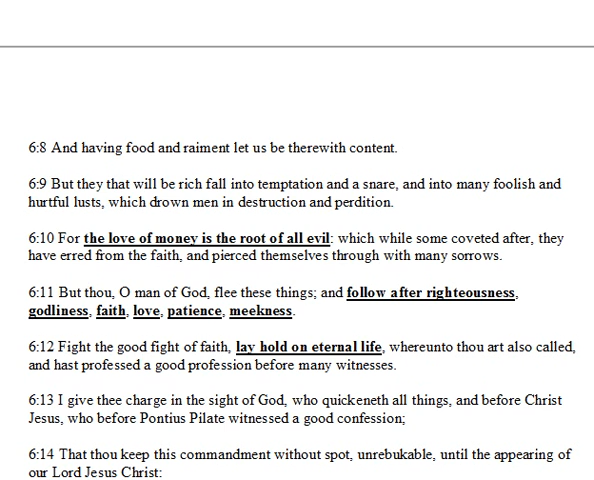 6:8 And having food and raiment let us be therewith content.
6:9 But they that will be rich fall into temptation and a snare, and into many foolish and
hurtful lusts, which drown men in destruction and perdition.
6:10 For the love of money is the root of all evil: which while some coveted after, they
have erred from the faith, and pierced themselves through with many sorrows.
6:11 But thou, O man of God, flee these things; and follow after righteousness,
godliness, faith, love, patience, meekness.
6:12 Fight the good fight of faith, lay hold on eternal life, whereunto thou art also called,
and hast professed a good profession before many witnesses.
6:13 I give thee charge in the sight of God, who quickeneth all things, and before Christ
Jesus, who before Pontius Pilate witnessed a good confession;
6:14 That thou keep this commandment without spot, unrebukable, until the appearing of
our Lord Jesus Christ: